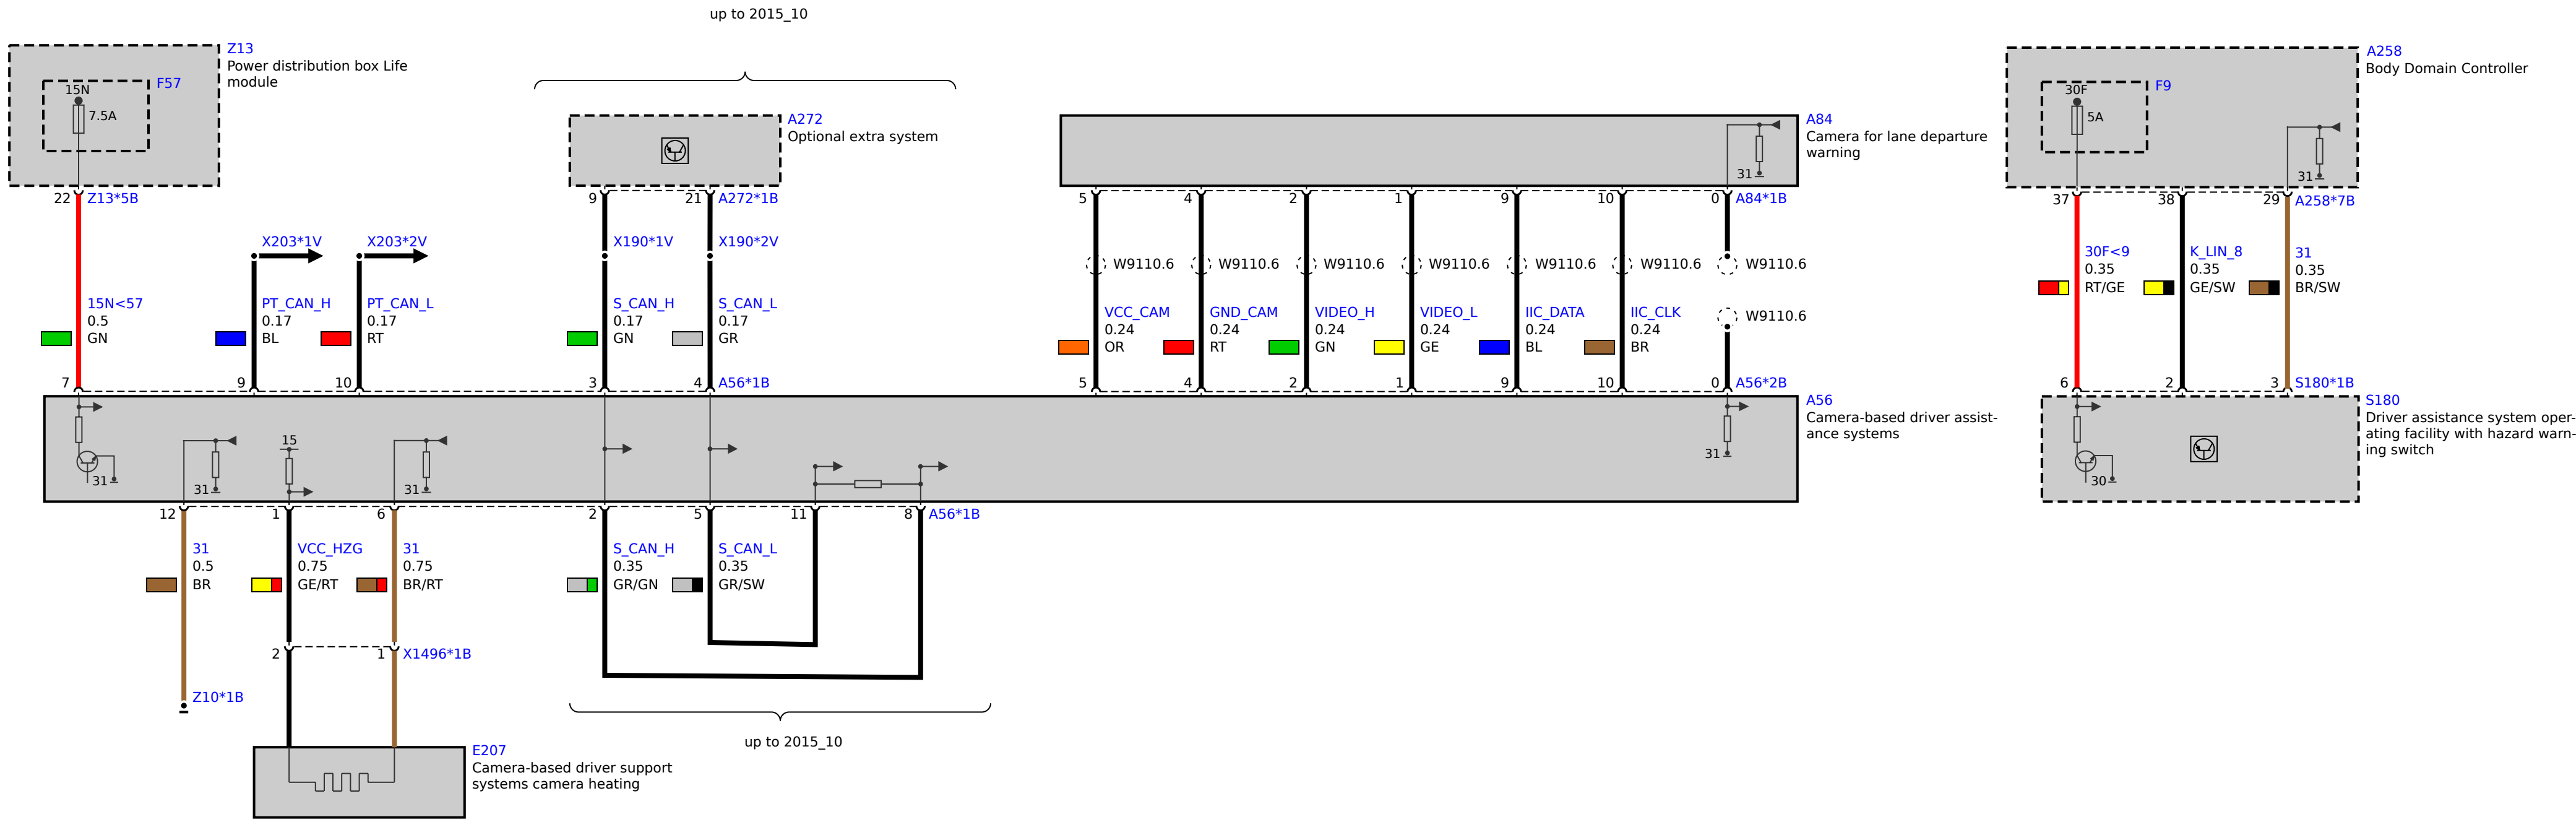 up to 2015_10
Z13
Power distribution box Life
module
F57
15N
7.5A
A272
Optional extra system
A84
Camera for lane departure
warning
31
A258
Body Domain Controller
F9
30F
5A
31
22 Z13*5B
9 21 A272*1B
5 4 2 1 9 10 0 A84*1B
37 38 29 A258*7B
X203*1V X203*2V X190*1V X190*2V
W9110.6 W9110.6 W9110.6 W9110.6 W9110.6 W9110.6 W9110.6
30F<9 K_LIN_8 31
0.35 0.35 0.35
RT/GE GE/SW BR/SW
15N<57 PT_CAN_H PT_CAN_L S_CAN_H S_CAN_L
0.5 0.17 0.17 0.17 0.17
GN BL RT GN GR
VCC_CAM GND_CAM VIDEO_H VIDEO_L IIC_DATA IIC_CLK W9110.6
0.24 0.24 0.24 0.24 0.24 0.24
OR RT GN GE BL BR
7 9 10 3 4 A56*1B
5 4 2 1 9 10 0 A56*2B
6 2 3 S180*1B
A56
Camera-based driver assist-
ance systems
S180
Driver assistance system oper-
ating facility with hazard warn-
ing switch
31 31 15 31 31
30
12 1 6 2 5 11 8 A56*1B
31 VCC_HZG 31 S_CAN_H S_CAN_L
0.5 0.75 0.75 0.35 0.35
BR GE/RT BR/RT GR/GN GR/SW
2 1 X1496*1B
Z10*1B
up to 2015_10
E207
Camera-based driver support
systems camera heating